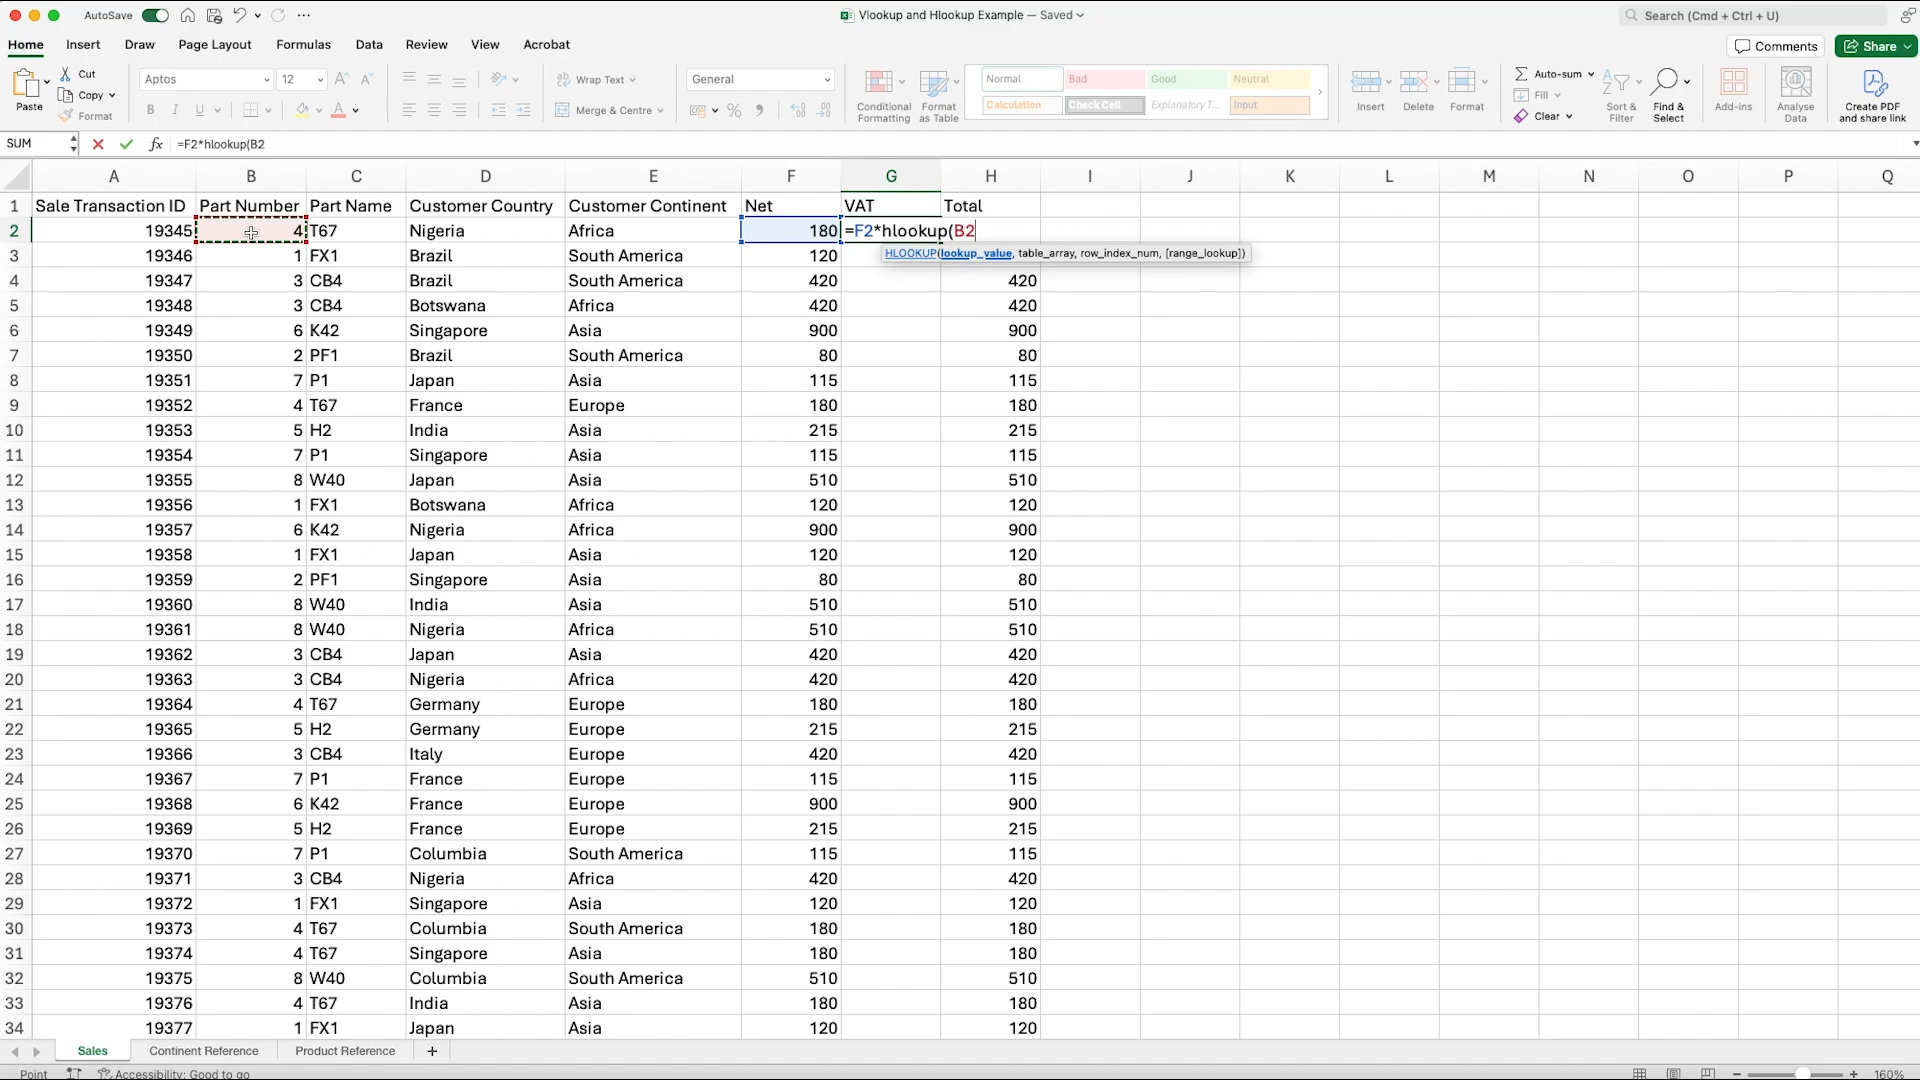 AutoSave
Vlookup and Hlookup Example — Saved
Search (Cmd + Ctrl + U)
Home Insert Draw Page Layout Formulas Data Review View Acrobat
Comments Share
Paste Cut Copy Format
Aptos 12
Wrap Text
Merge & Centre
General
Conditional Formatting
Format as Table
Normal Bad Good Neutral
Calculation Check Cell Explanatory T... Input
Insert Delete Format
Auto-sum
Fill
Clear
Sort & Filter
Find & Select
Add-ins
Analyse Data
Create PDF and share link
SUM fx =F2*hlookup(B2
A B C D E F G H I J K L M N O P Q
1 Sale Transaction ID Part Number Part Name Customer Country Customer Continent Net VAT Total
2 19345 4 T67 Nigeria Africa 180 =F2*hlookup(B2
HLOOKUP(lookup_value, table_array, row_index_num, [range_lookup])
3 19346 1 FX1 Brazil South America 120
4 19347 3 CB4 Brazil South America 420 420
5 19348 3 CB4 Botswana Africa 420 420
6 19349 6 K42 Singapore Asia 900 900
7 19350 2 PF1 Brazil South America 80 80
8 19351 7 P1 Japan Asia 115 115
9 19352 4 T67 France Europe 180 180
10 19353 5 H2 India Asia 215 215
11 19354 7 P1 Singapore Asia 115 115
12 19355 8 W40 Japan Asia 510 510
13 19356 1 FX1 Botswana Africa 120 120
14 19357 6 K42 Nigeria Africa 900 900
15 19358 1 FX1 Japan Asia 120 120
16 19359 2 PF1 Singapore Asia 80 80
17 19360 8 W40 India Asia 510 510
18 19361 8 W40 Nigeria Africa 510 510
19 19362 3 CB4 Japan Asia 420 420
20 19363 3 CB4 Nigeria Africa 420 420
21 19364 4 T67 Germany Europe 180 180
22 19365 5 H2 Germany Europe 215 215
23 19366 3 CB4 Italy Europe 420 420
24 19367 7 P1 France Europe 115 115
25 19368 6 K42 France Europe 900 900
26 19369 5 H2 France Europe 215 215
27 19370 7 P1 Columbia South America 115 115
28 19371 3 CB4 Nigeria Africa 420 420
29 19372 1 FX1 Singapore Asia 120 120
30 19373 4 T67 Columbia South America 180 180
31 19374 4 T67 Singapore Asia 180 180
32 19375 8 W40 Columbia South America 510 510
33 19376 4 T67 India Asia 180 180
34 19377 1 FX1 Japan Asia 120 120
Sales Continent Reference Product Reference
Point Accessibility: Good to go 160%